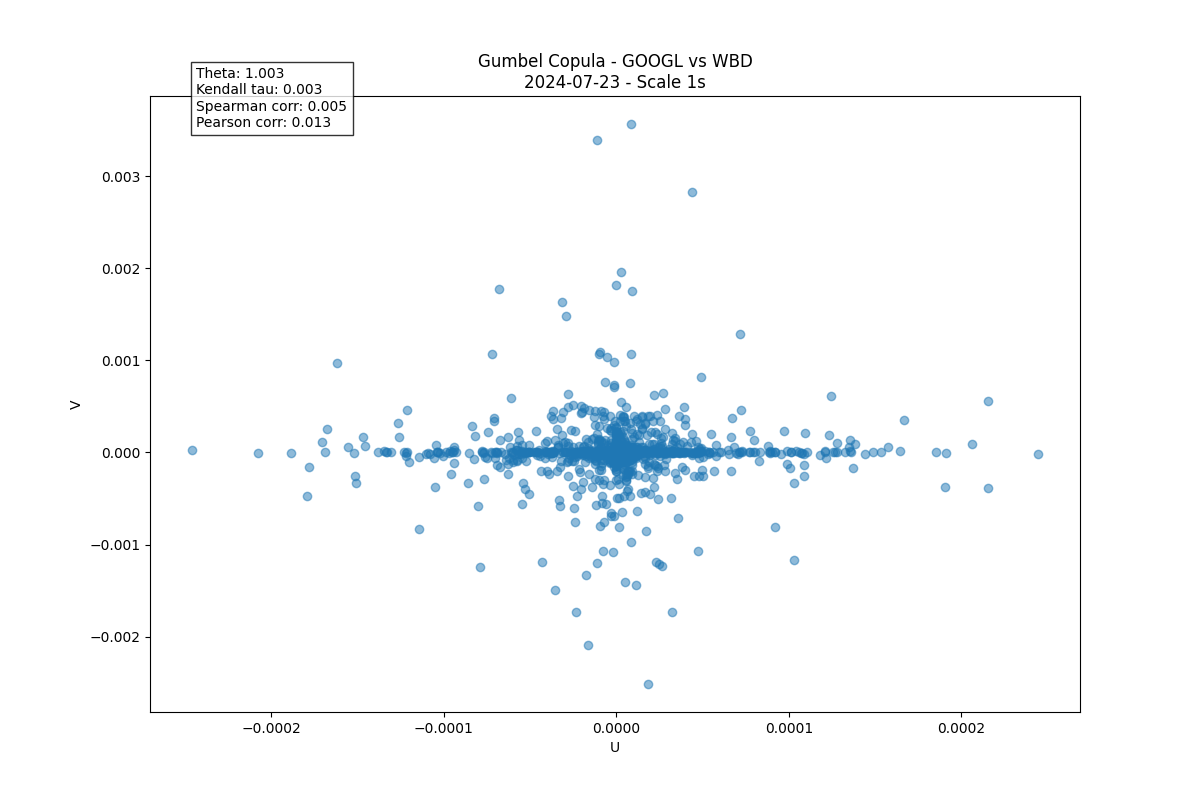 Gumbel Copula - GOOGL vs WBD
2024-07-23 - Scale 1s
Theta: 1.003
Kendall tau: 0.003
Spearman corr: 0.005
Pearson corr: 0.013
V
0.003
0.002
0.001
0.000
−0.001
−0.002
−0.0002 −0.0001 0.0000 0.0001 0.0002
U